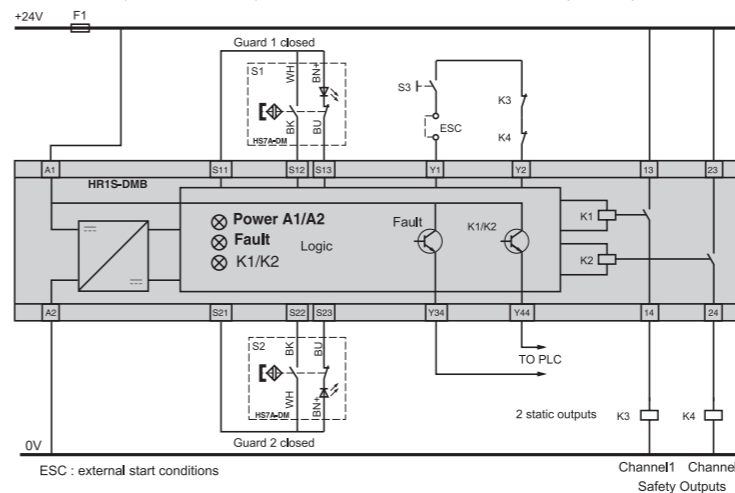 +24V
F1
Guard 1 closed
S1
WH
BN+
BK
BU
HS7A-DM
S3
ESC
K3
K4
A1
S11
S12
S13
Y1
Y2
13
23
HR1S-DMB
Power A1/A2
Fault
K1/K2
Logic
Fault
K1/K2
K1
K2
A2
S21
S22
S23
Y34
Y44
14
24
S2
BK
BU
WH
BN+
HS7A-DM
Guard 2 closed
TO PLC
2 static outputs
K3
K4
0V
ESC : external start conditions
Channel1
Channel
Safety Outputs